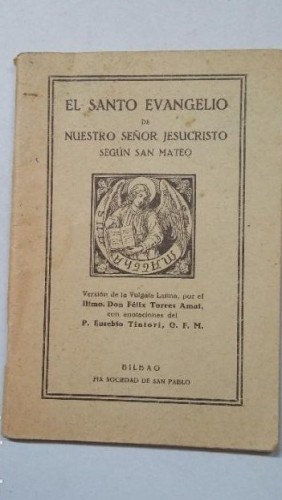 EL SANTO EVANGELIO
DE
NUESTRO SEÑOR JESUCRISTO
SEGÚN SAN MATEO
Versión de la Vulgata Latina, por el
Iltmo. Don Félix Torres Amat,
con anotaciones del
P. Eusebio Tintori, O. F. M.
BILBAO
PIA SOCIEDAD DE SAN PABLO